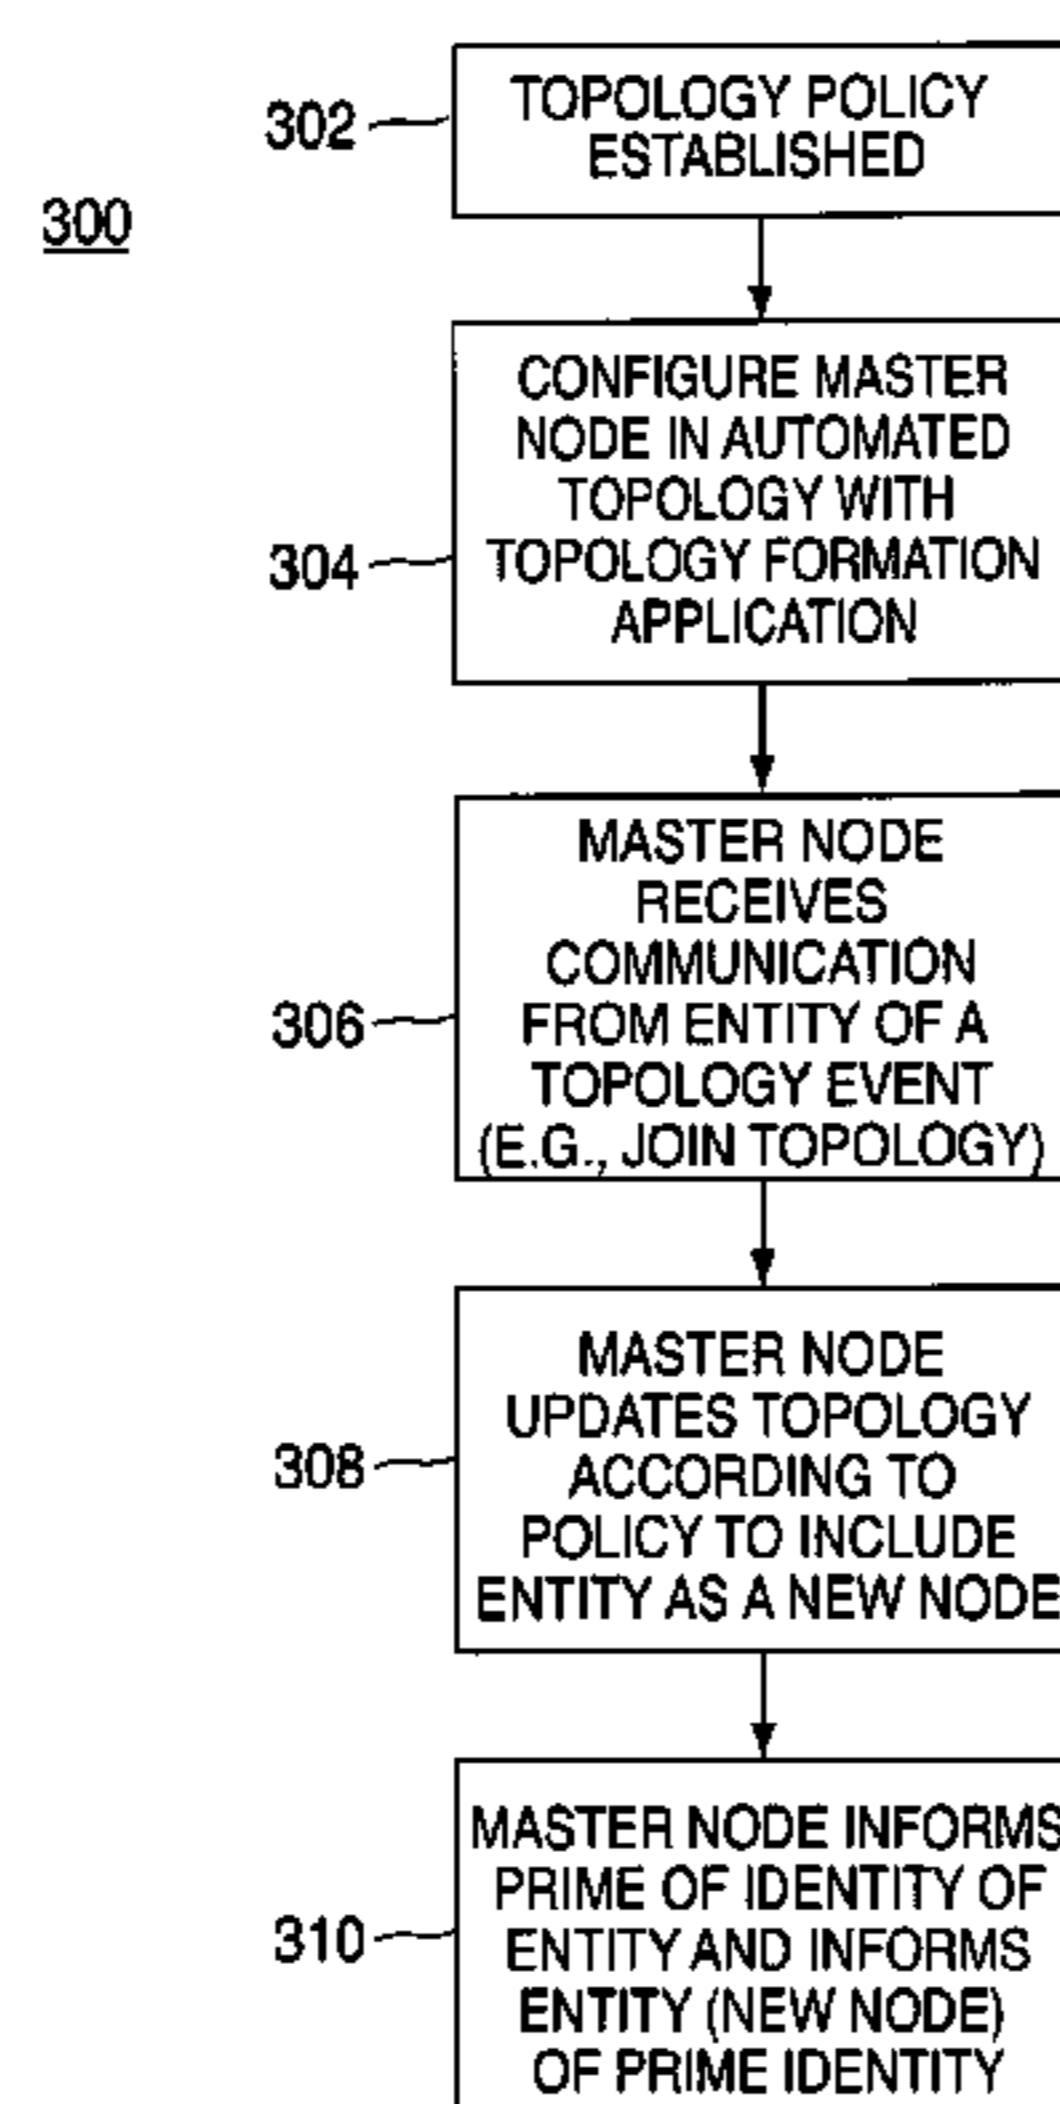 302
TOPOLOGY POLICY
ESTABLISHED
300
CONFIGURE MASTER
NODE IN AUTOMATED
TOPOLOGY WITH
TOPOLOGY FORMATION
APPLICATION
304
MASTER NODE
RECEIVES
COMMUNICATION
FROM ENTITY OF A
TOPOLOGY EVENT
(E.G., JOIN TOPOLOGY)
306
MASTER NODE
UPDATES TOPOLOGY
ACCORDING TO
POLICY TO INCLUDE
ENTITY AS A NEW NODE
308
MASTER NODE INFORMS
PRIME OF IDENTITY OF
ENTITY AND INFORMS
ENTITY (NEW NODE)
OF PRIME IDENTITY
310